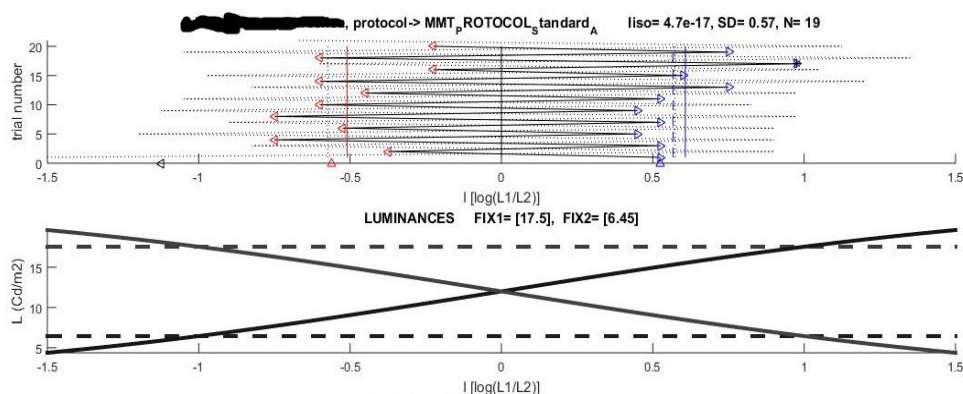 , protocol-> MMT_PROTOCOL_Standard_A    Iiso= 4.7e-17, SD= 0.57, N= 19
20
15
10
5
0
trial number
-1.5 -1 -0.5 0 0.5 1 1.5
I [log(L1/L2)]
LUMINANCES FIX1= [17.5], FIX2= [6.45]
15
10
5
L (Cd/m2)
-1.5 -1 -0.5 0 0.5 1 1.5
I [log(L1/L2)]